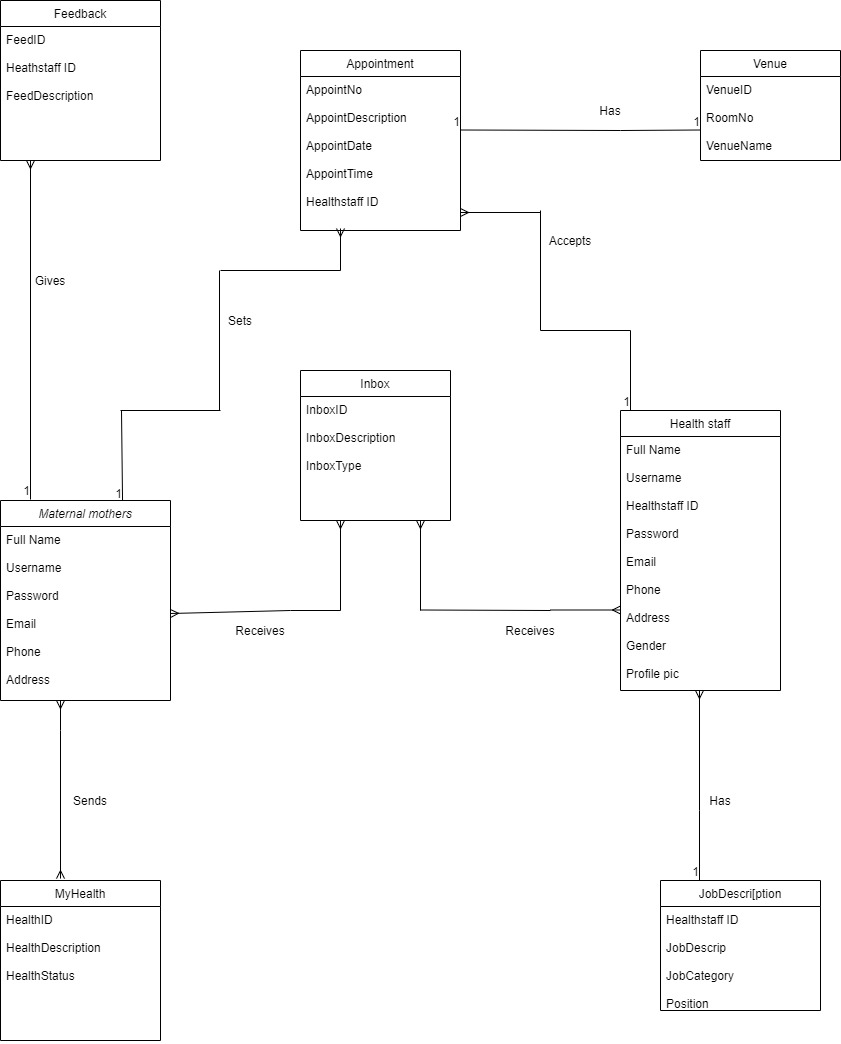 Feedback
FeedID
Heathstaff ID
FeedDescription
Appointment
AppointNo
AppointDescription
AppointDate
AppointTime
Healthstaff ID
1
Has
1
Venue
VenueID
RoomNo
VenueName
Accepts
Gives
Sets
Inbox
InboxID
InboxDescription
InboxType
1
Health staff
Full Name
Username
Healthstaff ID
Password
Email
Phone
Address
Gender
Profile pic
1
1
Maternal mothers
Full Name
Username
Password
Email
Phone
Address
Receives
Receives
Sends
Has
1
MyHealth
HealthID
HealthDescription
HealthStatus
JobDescri[ption
Healthstaff ID
JobDescrip
JobCategory
Position